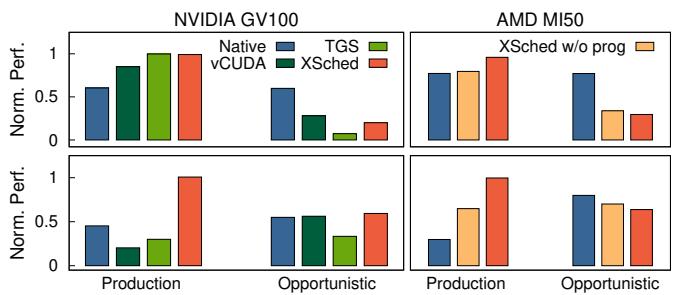 NVIDIA GV100 AMD MI50
Norm. Perf. 1 0.5 0
Native TGS
vCUDA XSched
XSched w/o prog
Norm. Perf. 1 0.5 0
Production Opportunistic Production Opportunistic